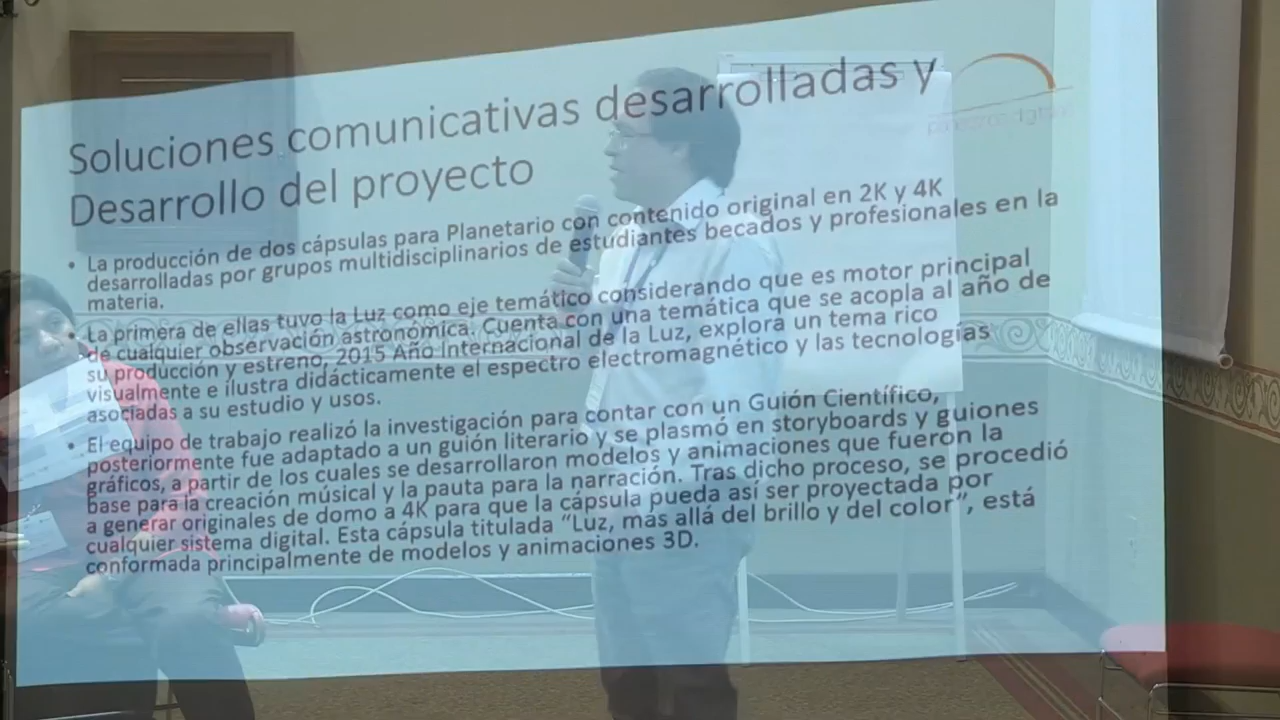 Soluciones comunicativas desarrolladas y
Desarrollo del proyecto
• La producción de dos cápsulas para Planetario con contenido original en 2K y 4K
desarrolladas por grupos multidisciplinarios de estudiantes becados y profesionales en la
materia.
• La primera de ellas tuvo la Luz como eje temático considerando que es motor principal
de cualquier observación astronómica. Cuenta con una temática que se acopla al año de
su producción y estreno, 2015 Año Internacional de la Luz, explora un tema rico
visualmente e ilustra didácticamente el espectro electromagnético y las tecnologías
asociadas a su estudio y usos.
• El equipo de trabajo realizó la investigación para contar con un Guión Científico,
posteriormente fue adaptado a un guión literario y se plasmó en storyboards y guiones
gráficos, a partir de los cuales se desarrollaron modelos y animaciones que fueron la
base para la creación músical y la pauta para la narración. Tras dicho proceso, se procedió
a generar originales de domo a 4K para que la cápsula pueda así ser proyectada por
cualquier sistema digital. Esta cápsula titulada “Luz, más allá del brillo y del color”, está
conformada principalmente de modelos y animaciones 3D.